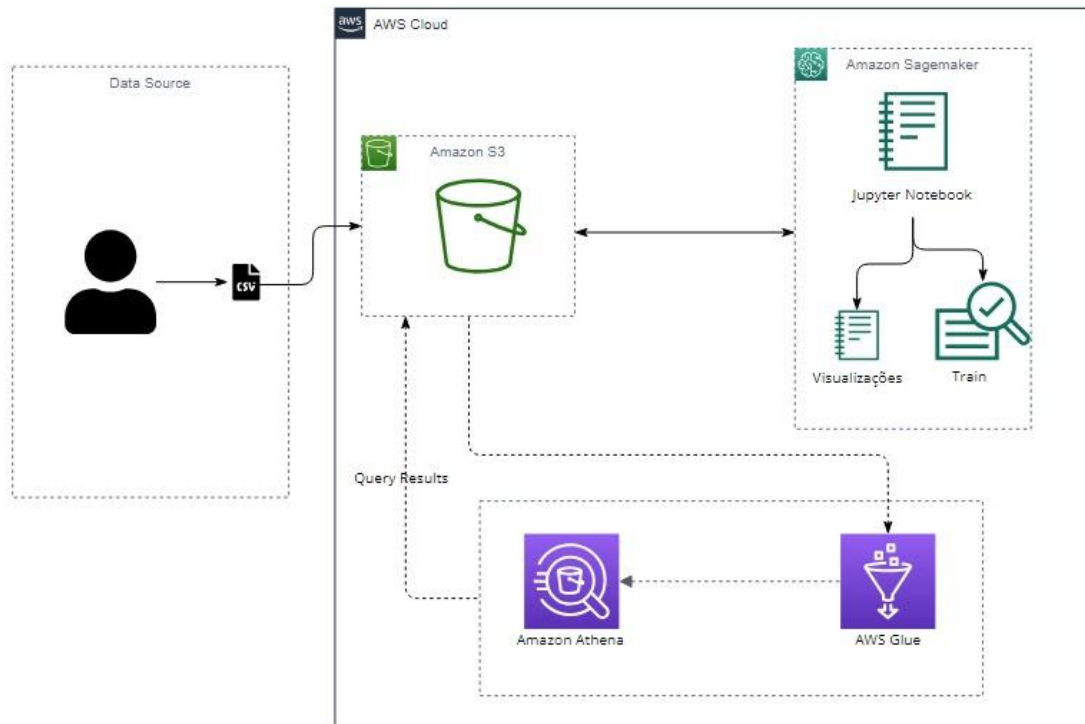 aws
AWS Cloud
Data Source
Amazon Sagemaker
Amazon S3
Jupyter Notebook
CSV
Visualizações
Train
Query Results
Amazon Athena
AWS Glue